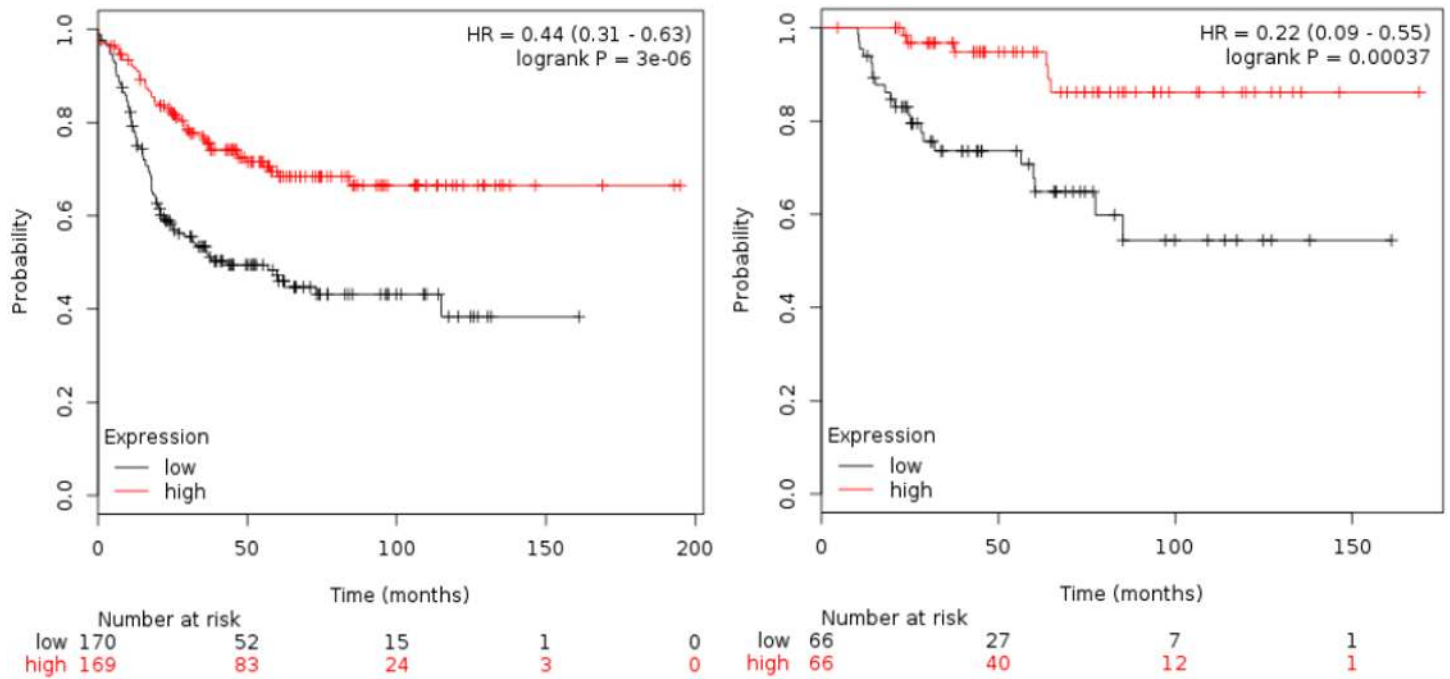 HR = 0.44 (0.31 - 0.63)
logrank P = 3e-06
Probability
1.0
0.8
0.6
0.4
0.2
0.0
Expression
low
high
0 50 100 150 200
Time (months)
Number at risk
low 170 52 15 1 0
high 169 83 24 3 0
HR = 0.22 (0.09 - 0.55)
logrank P = 0.00037
Probability
1.0
0.8
0.6
0.4
0.2
0.0
Expression
low
high
0 50 100 150
Time (months)
Number at risk
low 66 27 7 1
high 66 40 12 1